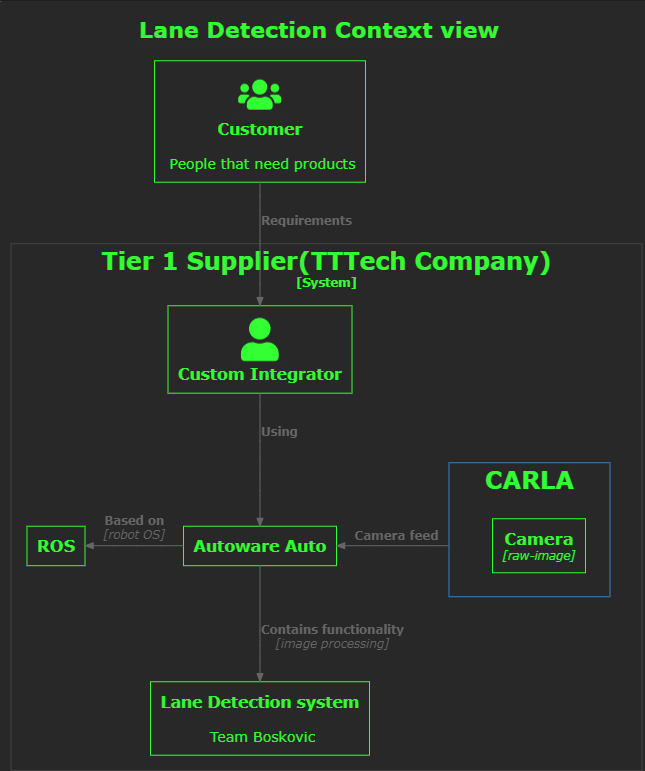 Lane Detection Context view
Customer
People that need products
Requirements
Tier 1 Supplier(TTTech Company)
[System]
Custom Integrator
Using
CARLA
Camera
[raw-image]
Camera feed
Based on
[robot OS]
ROS
Autoware Auto
Contains functionality
[image processing]
Lane Detection system
Team Boskovic